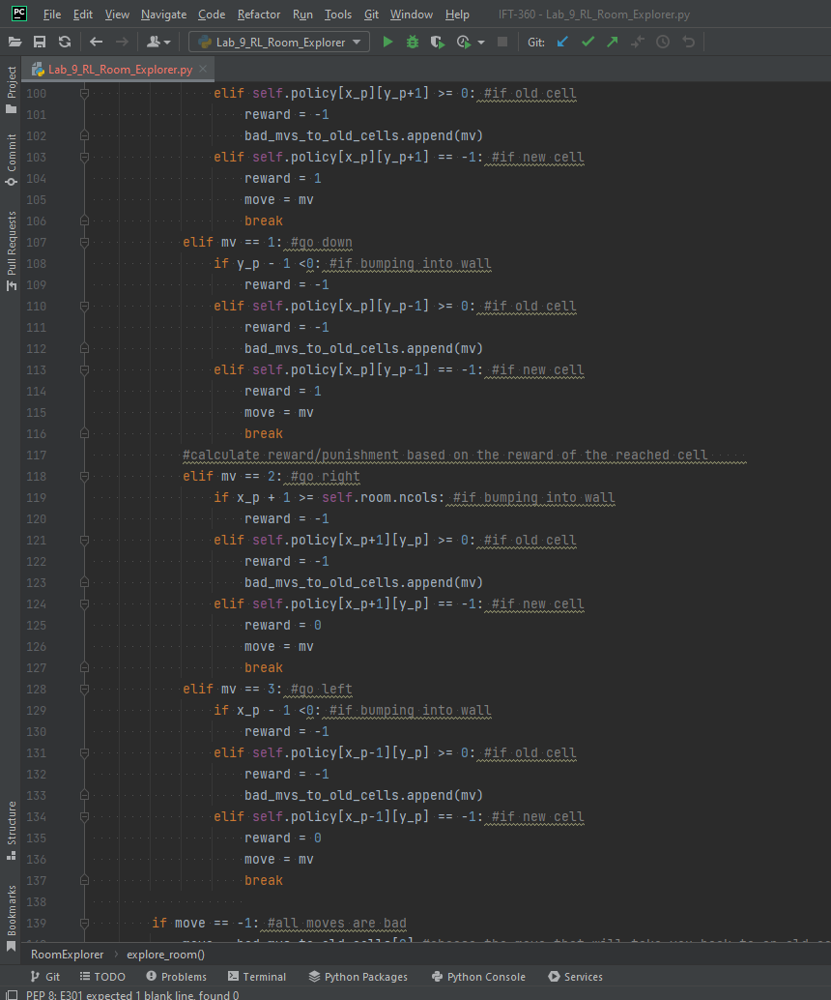 PC File Edit View Navigate Code Refactor Run Tools Git Window Help IFT-360 - Lab_9_RL_Room_Explorer.py
Lab_9_RL_Room_Explorer Git:
Lab_9_RL_Room_Explorer.py
Project
Commit
Pull Requests
Structure
Bookmarks
100 elif self.policy[x_p][y_p+1] >= 0: #if old cell
101 reward = -1
102 bad_mvs_to_old_cells.append(mv)
103 elif self.policy[x_p][y_p+1] == -1: #if new cell
104 reward = 1
105 move = mv
106 break
107 elif mv == 1: #go down
108 if y_p - 1 <0: #if bumping into wall
109 reward = -1
110 elif self.policy[x_p][y_p-1] >= 0: #if old cell
111 reward = -1
112 bad_mvs_to_old_cells.append(mv)
113 elif self.policy[x_p][y_p-1] == -1: #if new cell
114 reward = 1
115 move = mv
116 break
117 #calculate reward/punishment based on the reward of the reached cell
118 elif mv == 2: #go right
119 if x_p + 1 >= self.room.ncols: #if bumping into wall
120 reward = -1
121 elif self.policy[x_p+1][y_p] >= 0: #if old cell
122 reward = -1
123 bad_mvs_to_old_cells.append(mv)
124 elif self.policy[x_p+1][y_p] == -1: #if new cell
125 reward = 0
126 move = mv
127 break
128 elif mv == 3: #go left
129 if x_p - 1 <0: #if bumping into wall
130 reward = -1
131 elif self.policy[x_p-1][y_p] >= 0: #if old cell
132 reward = -1
133 bad_mvs_to_old_cells.append(mv)
134 elif self.policy[x_p-1][y_p] == -1: #if new cell
135 reward = 0
136 move = mv
137 break
138
139 if move == -1: #all moves are bad
RoomExplorer explore_room()
Git TODO Problems Terminal Python Packages Python Console Services
PEP 8: E301 expected 1 blank line, found 0